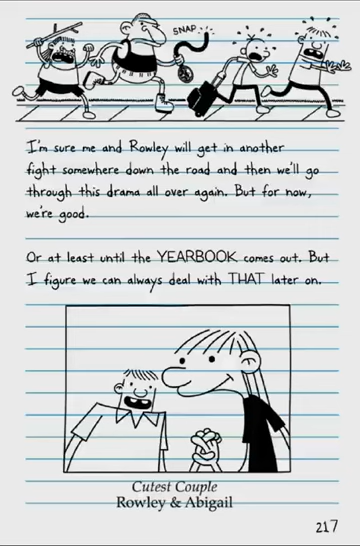 SNAP
I'm sure me and Rowley will get in another
fight somewhere down the road and then we'll go
through this drama all over again. But for now,
we're good.
Or at least until the YEARBOOK comes out. But
I figure we can always deal with THAT later on.
Cutest Couple
Rowley & Abigail
217